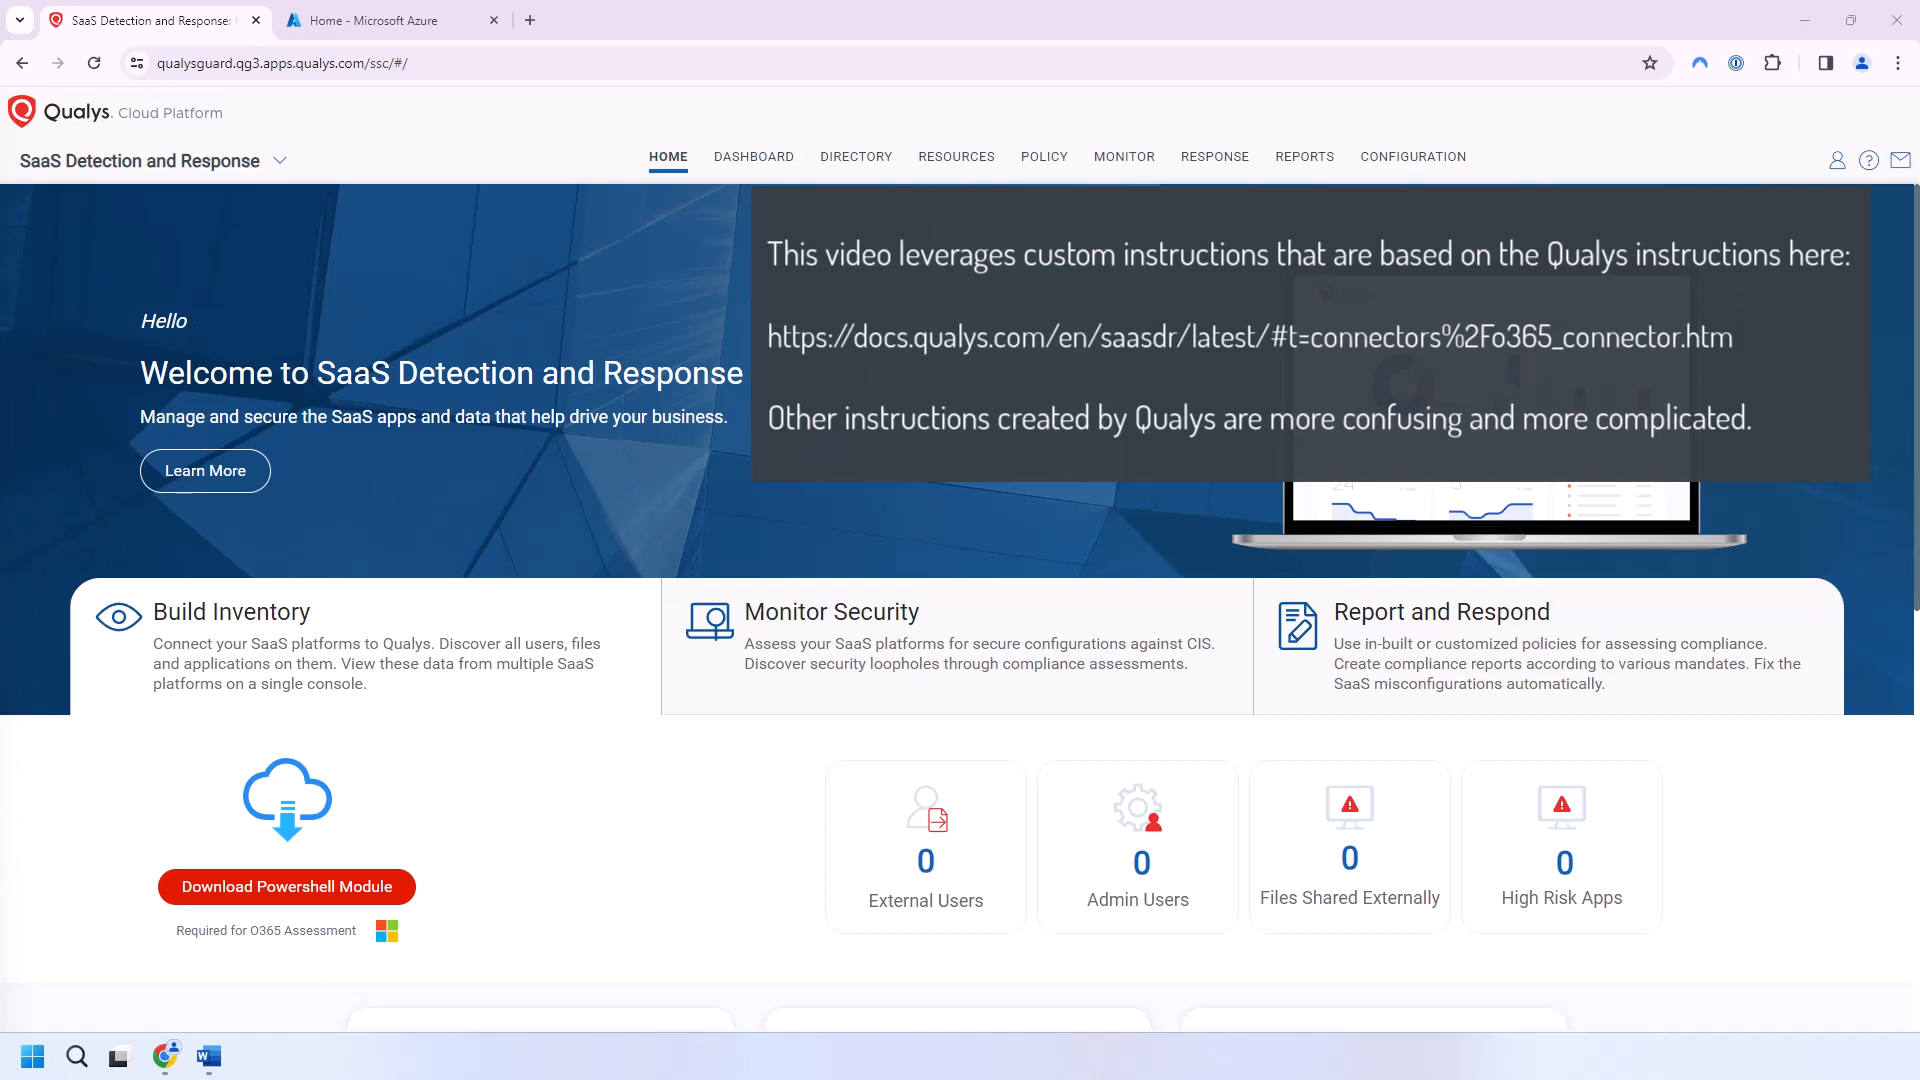 SaaS Detection and Response:
Home - Microsoft Azure
qualysguard.qg3.apps.qualys.com/ssc/#/
Qualys. Cloud Platform
SaaS Detection and Response
HOME DASHBOARD DIRECTORY RESOURCES POLICY MONITOR RESPONSE REPORTS CONFIGURATION
This video leverages custom instructions that are based on the Qualys instructions here:
https://docs.qualys.com/en/saasdr/latest/#t=connectors%2Fo365_connector.htm
Other instructions created by Qualys are more confusing and more complicated.
Hello
Welcome to SaaS Detection and Response
Manage and secure the SaaS apps and data that help drive your business.
Learn More
Build Inventory
Connect your SaaS platforms to Qualys. Discover all users, files
and applications on them. View these data from multiple SaaS
platforms on a single console.
Monitor Security
Assess your SaaS platforms for secure configurations against CIS.
Discover security loopholes through compliance assessments.
Report and Respond
Use in-built or customized policies for assessing compliance.
Create compliance reports according to various mandates. Fix the
SaaS misconfigurations automatically.
Download Powershell Module
Required for O365 Assessment
0
External Users
0
Admin Users
0
Files Shared Externally
0
High Risk Apps